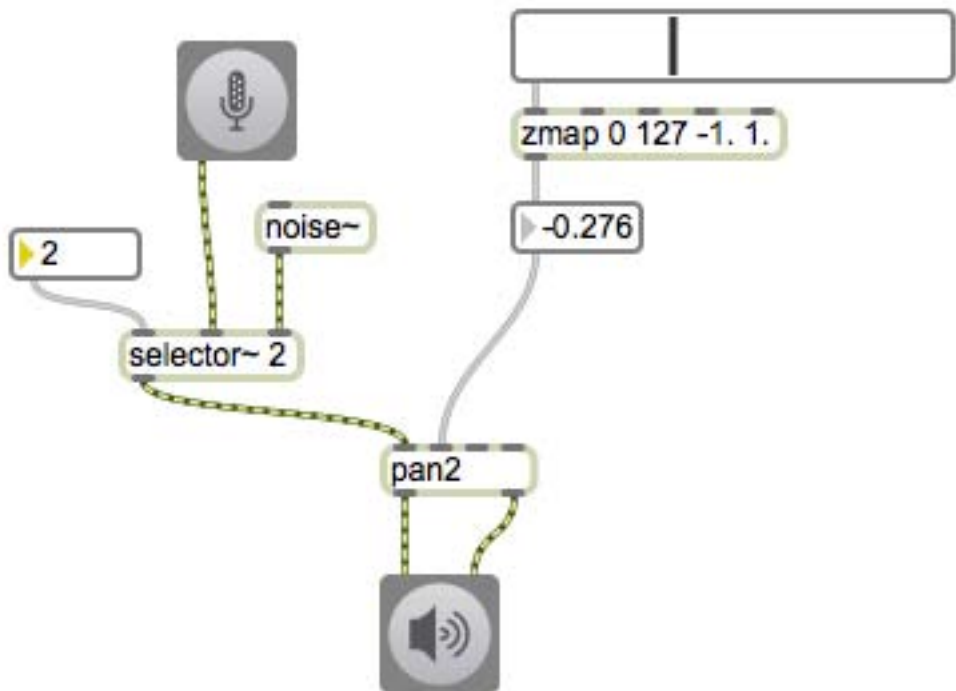 zmap 0 127 -1. 1.
noise~
-0.276
2
selector~ 2
pan2